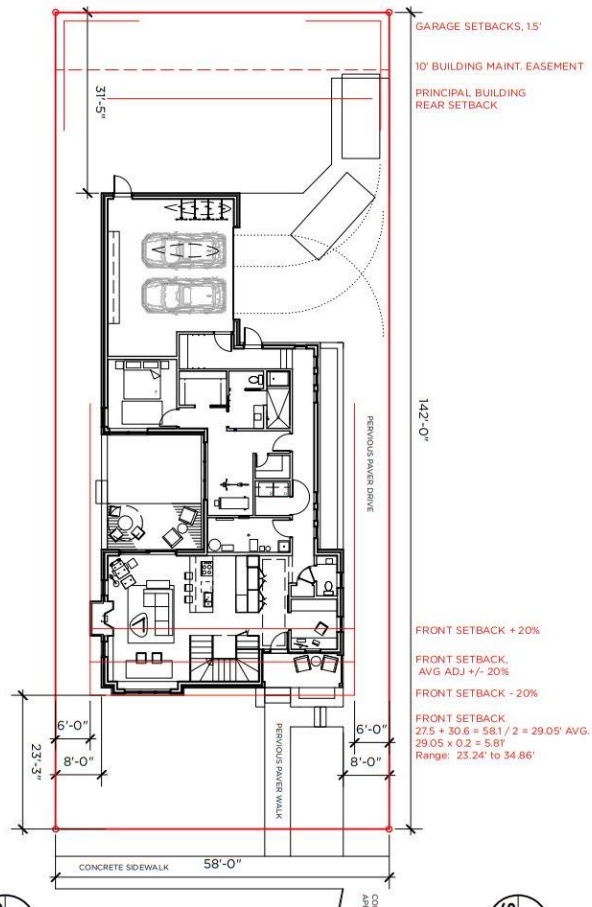 GARAGE SETBACKS, 1.5'
10' BUILDING MAINT. EASEMENT
PRINCIPAL BUILDING
REAR SETBACK
31'-5"
142'-0"
PERVIOUS PAVER DRIVE
FRONT SETBACK + 20%
FRONT SETBACK,
AVG ADJ +/- 20%
FRONT SETBACK - 20%
FRONT SETBACK
27.5 + 30.6 = 58.1 / 2 = 29.05' AVG.
29.05 x 0.2 = 5.81'
Range: 23.24' to 34.86'
6'-0"
6'-0"
23'-3"
8'-0"
8'-0"
PERVIOUS PAVER WALK
CONCRETE SIDEWALK
58'-0"